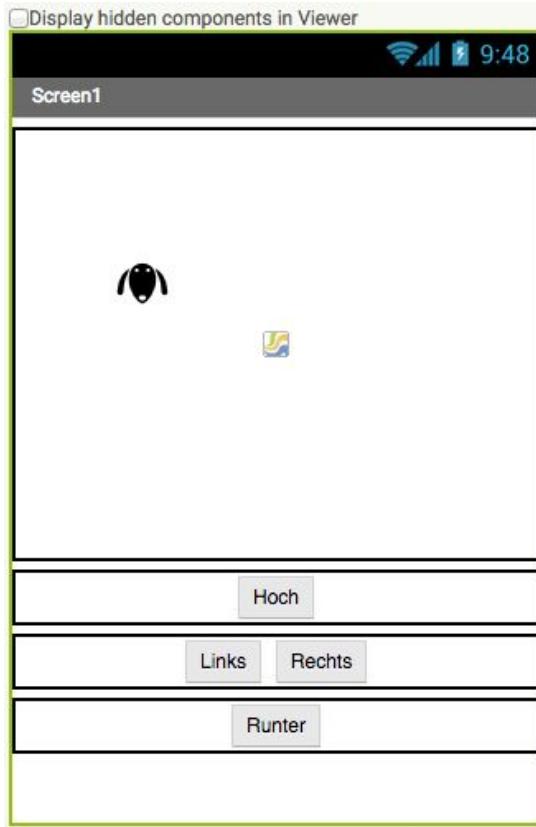 Display hidden components in Viewer
9:48
Screen1
Hoch
Links Rechts
Runter